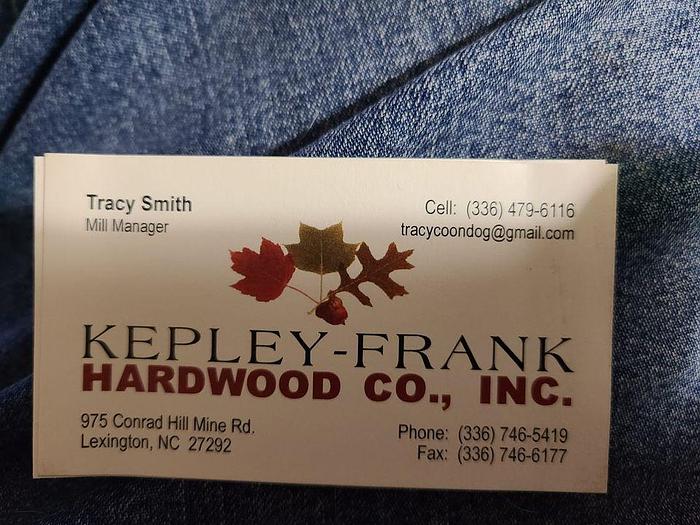 Tracy Smith
Mill Manager
Cell: (336) 479-6116
tracycoondog@gmail.com
KEPLEY-FRANK
HARDWOOD CO., INC.
975 Conrad Hill Mine Rd.
Lexington, NC 27292
Phone: (336) 746-5419
Fax: (336) 746-6177